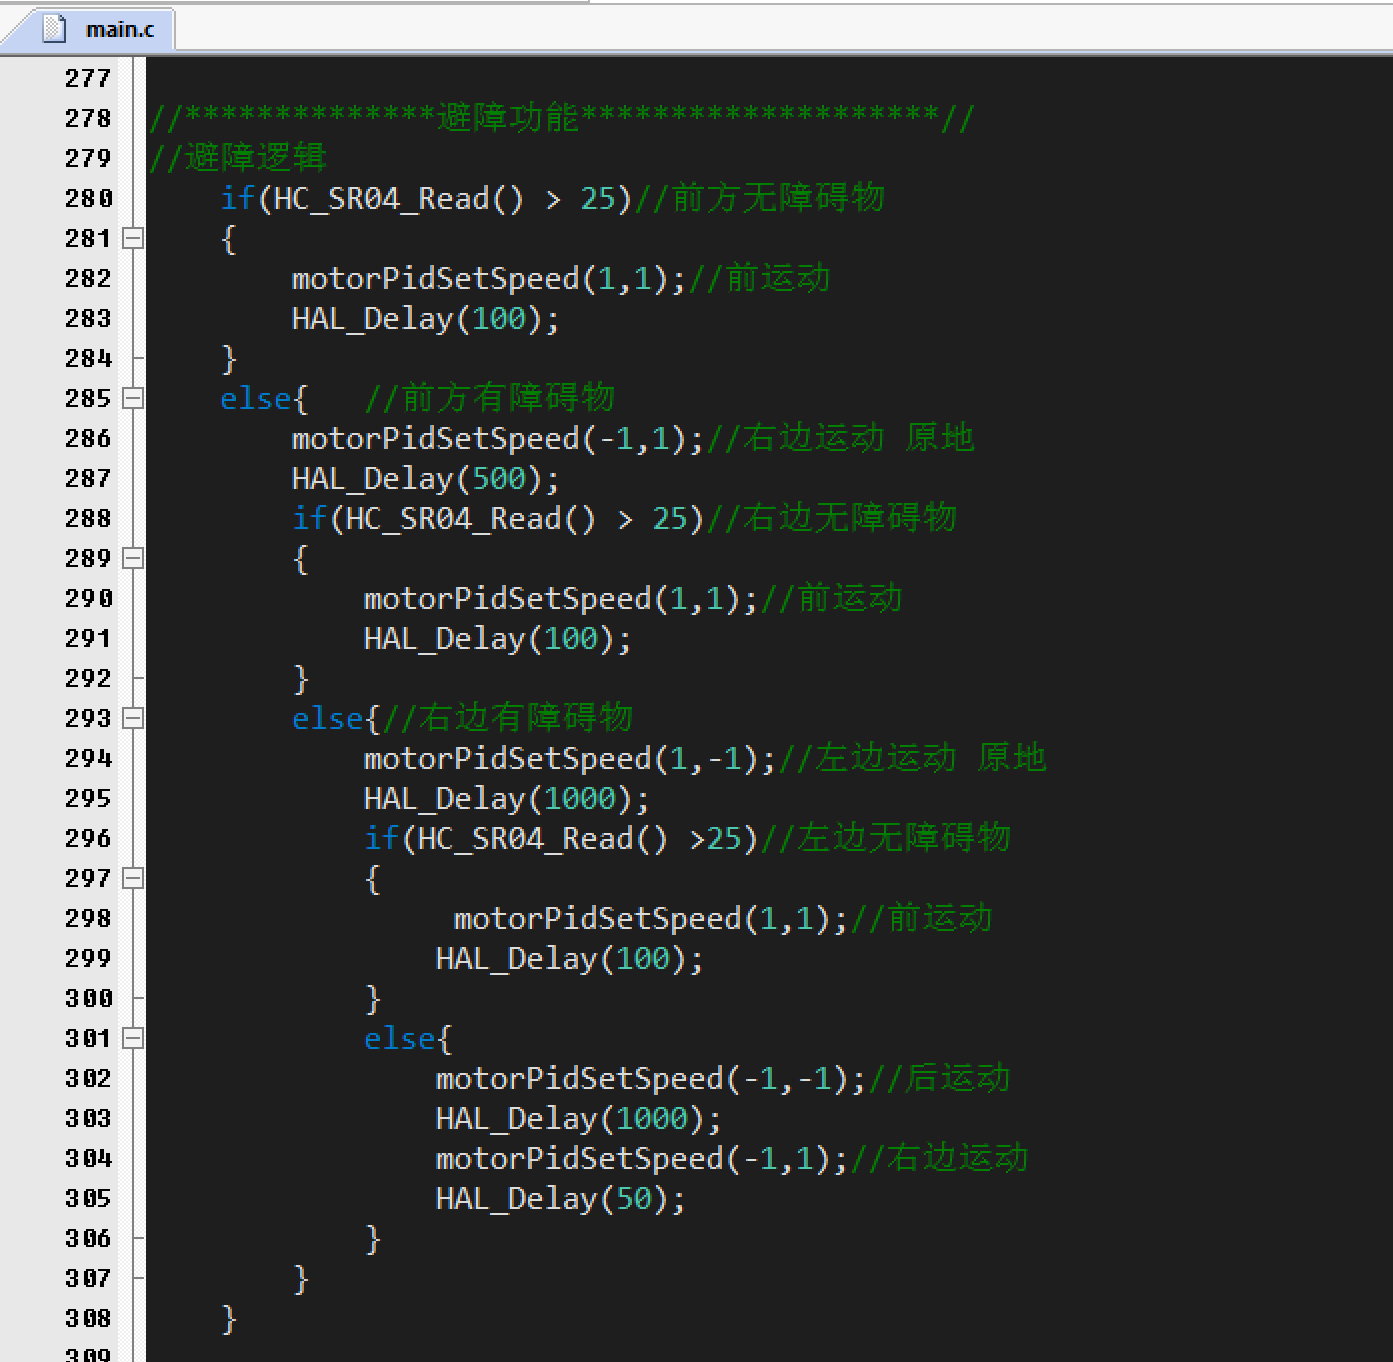 main.c
277
278 //**************避障功能********************//
279 //避障逻辑
280 if(HC_SR04_Read() > 25)//前方无障碍物
281 {
282 motorPidSetSpeed(1,1);//前运动
283 HAL_Delay(100);
284 }
285 else{ //前方有障碍物
286 motorPidSetSpeed(-1,1);//右边运动 原地
287 HAL_Delay(500);
288 if(HC_SR04_Read() > 25)//右边无障碍物
289 {
290 motorPidSetSpeed(1,1);//前运动
291 HAL_Delay(100);
292 }
293 else{//右边有障碍物
294 motorPidSetSpeed(1,-1);//左边运动 原地
295 HAL_Delay(1000);
296 if(HC_SR04_Read() >25)//左边无障碍物
297 {
298 motorPidSetSpeed(1,1);//前运动
299 HAL_Delay(100);
300 }
301 else{
302 motorPidSetSpeed(-1,-1);//后运动
303 HAL_Delay(1000);
304 motorPidSetSpeed(-1,1);//右边运动
305 HAL_Delay(50);
306 }
307 }
308 }
309